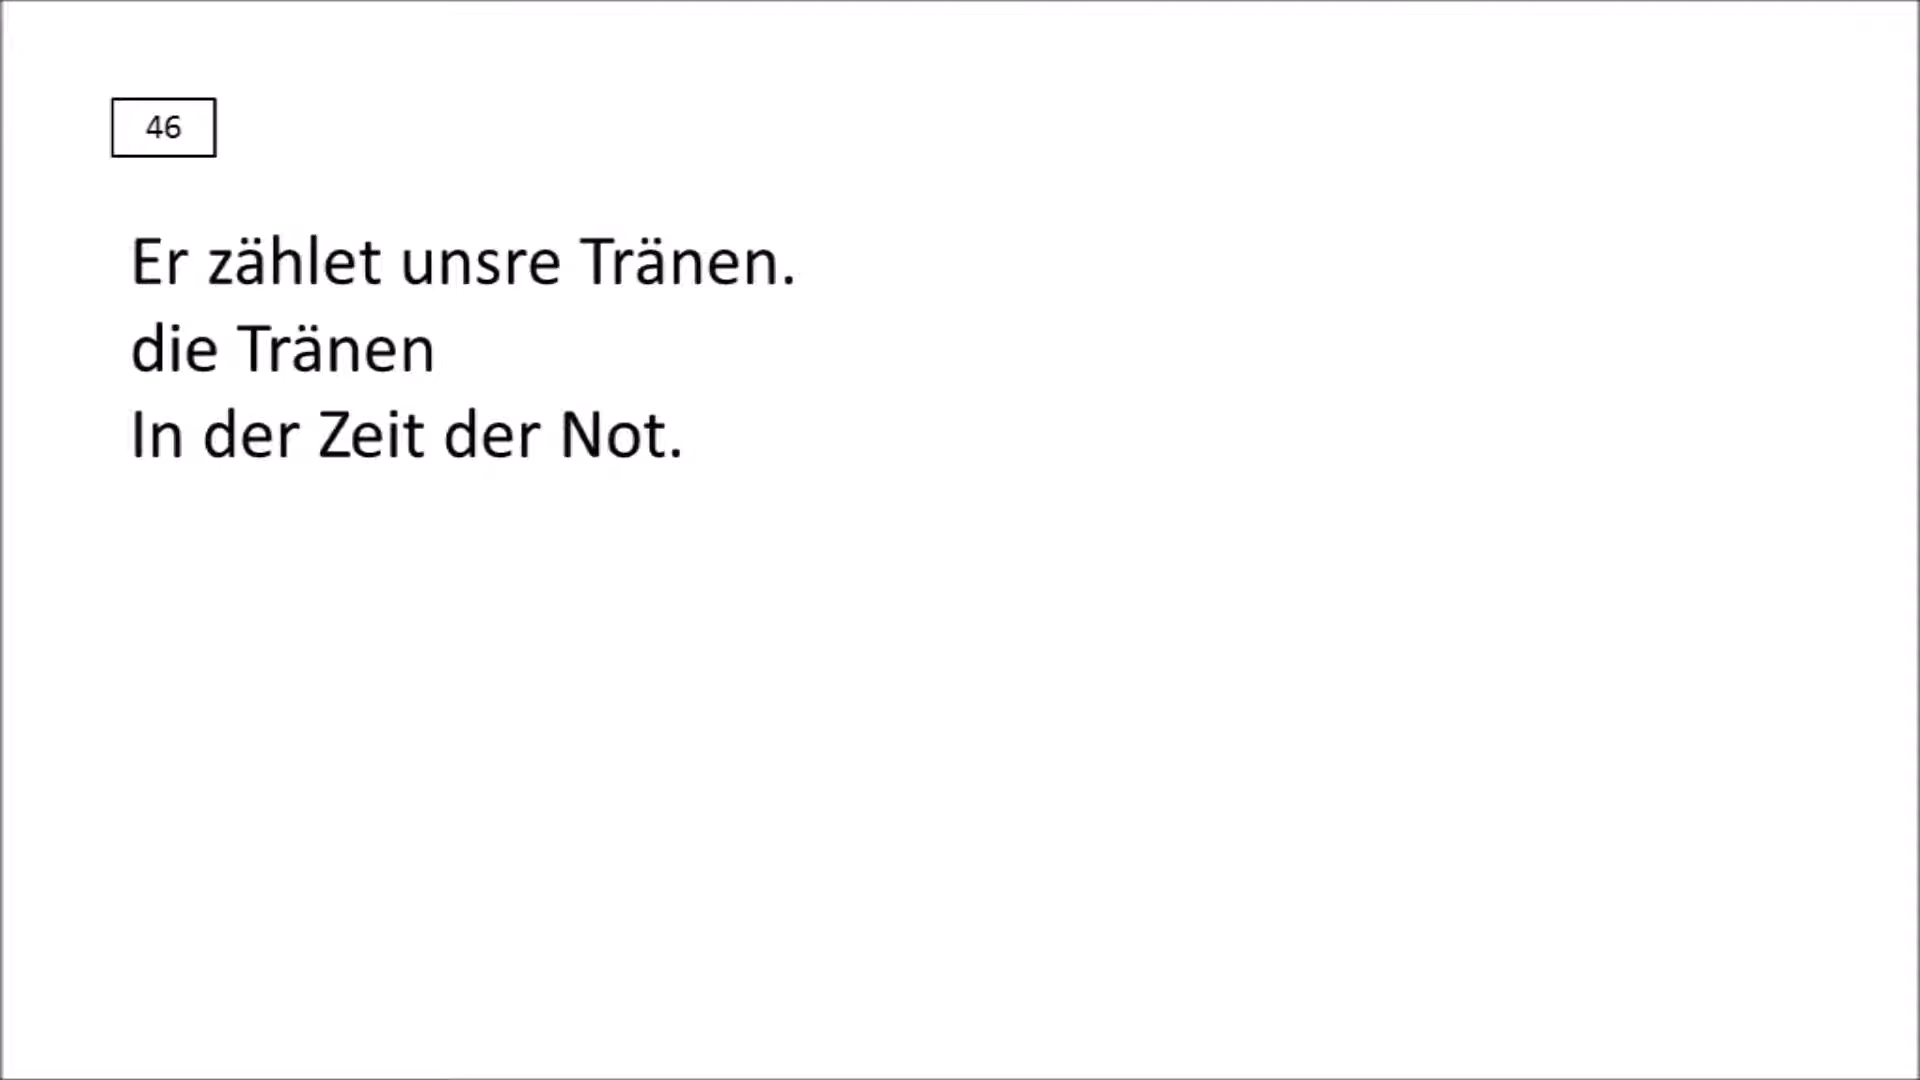 46
Er zählet unsre Tränen.
die Tränen
In der Zeit der Not.